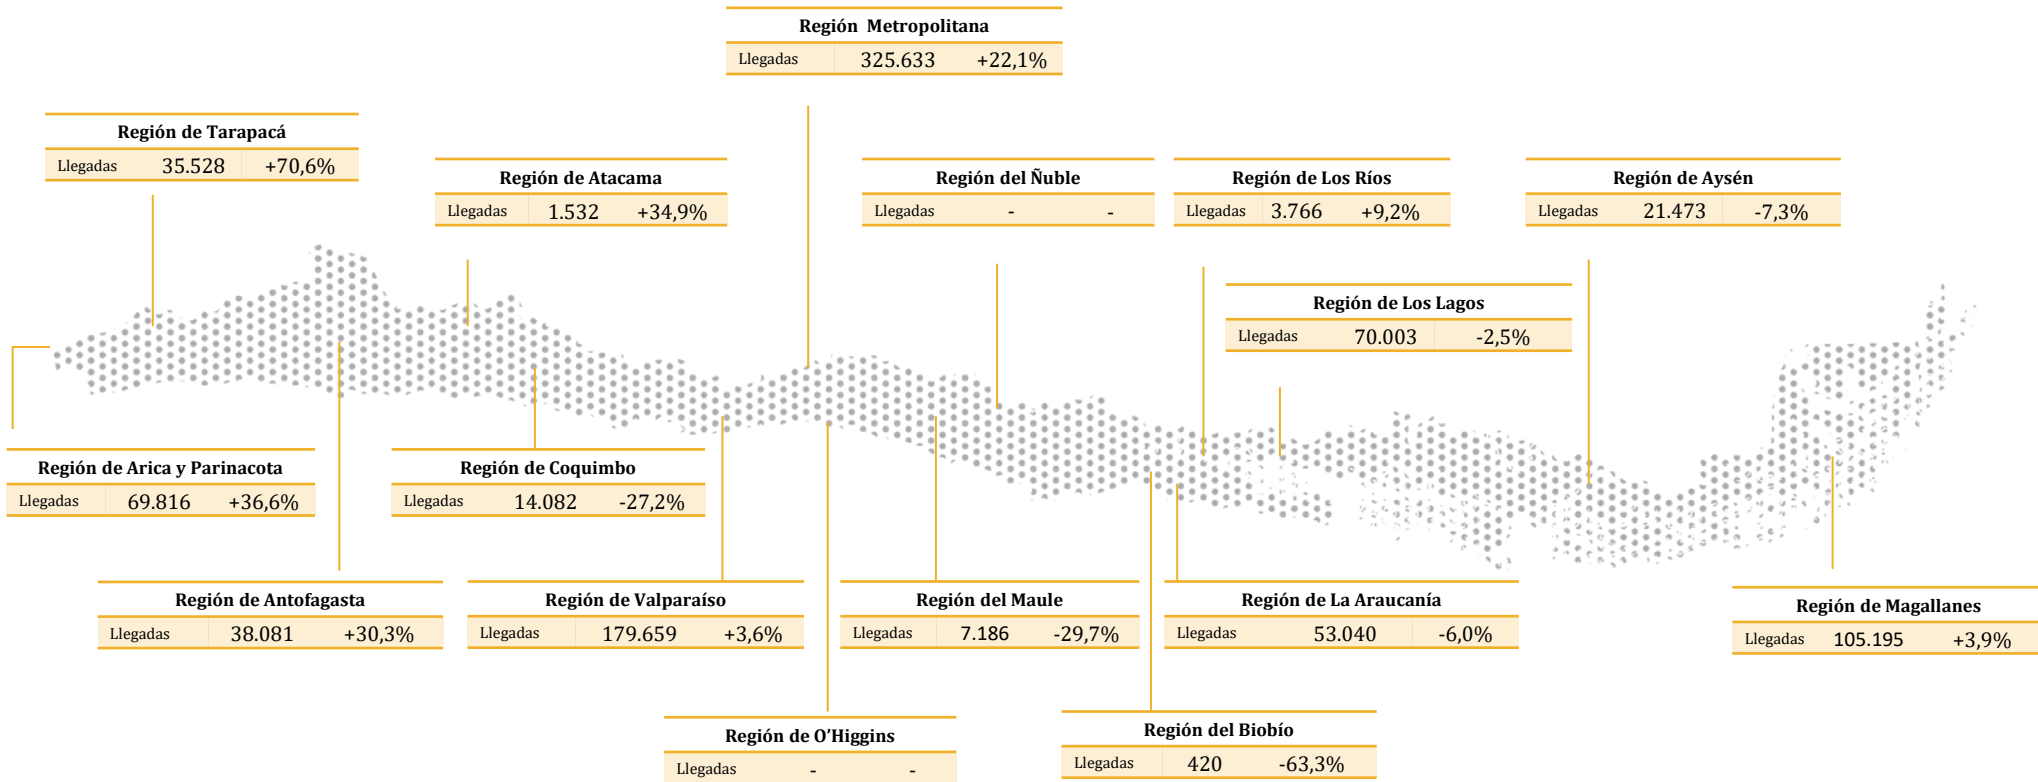 Región  Metropolitana
Llegadas 325.633 +22,1%
Región de Tarapacá
Llegadas 35.528 +70,6%
Región de Atacama
Llegadas 1.532 +34,9%
Región del Ñuble
Llegadas - -
Región de Los Ríos
Llegadas 3.766 +9,2%
Región de Aysén
Llegadas 21.473 -7,3%
Región de Los Lagos
Llegadas 70.003 -2,5%
Región de Arica y Parinacota
Llegadas 69.816 +36,6%
Región de Coquimbo
Llegadas 14.082 -27,2%
Región de Antofagasta
Llegadas 38.081 +30,3%
Región de Valparaíso
Llegadas 179.659 +3,6%
Región del Maule
Llegadas 7.186 -29,7%
Región de La Araucanía
Llegadas 53.040 -6,0%
Región de Magallanes
Llegadas 105.195 +3,9%
Región de O’Higgins
Llegadas - -
Región del Biobío
Llegadas 420 -63,3%